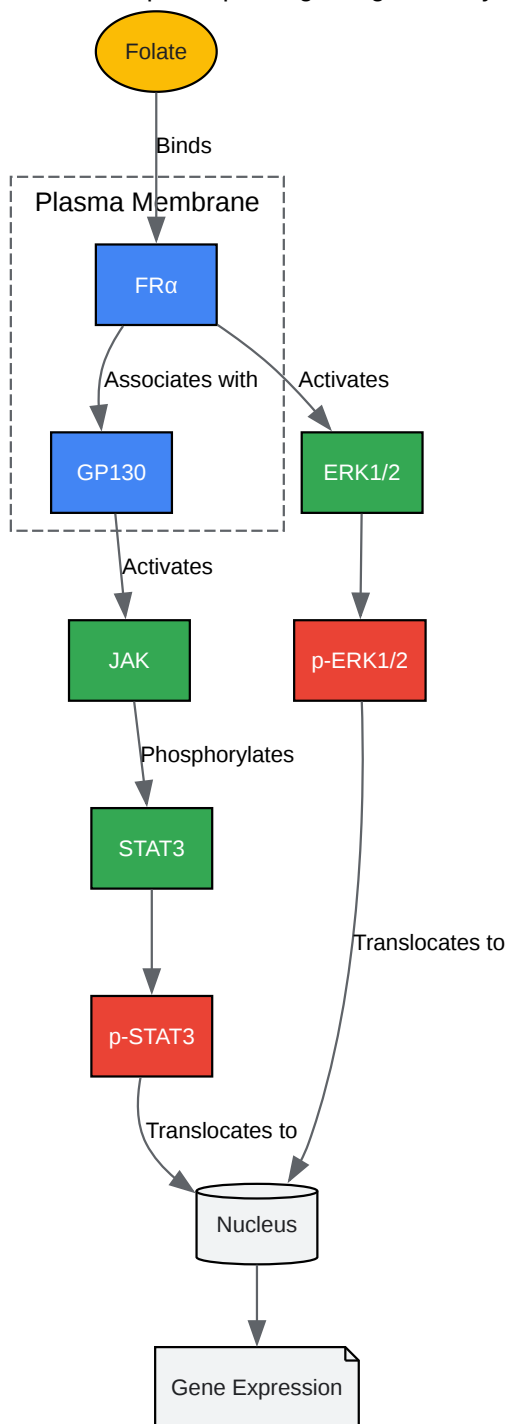 Folate
Binds
Plasma Membrane
FRα
Associates with
Activates
GP130
ERK1/2
Activates
JAK
p-ERK1/2
Phosphorylates
STAT3
Translocates to
p-STAT3
Translocates to
Nucleus
Gene Expression